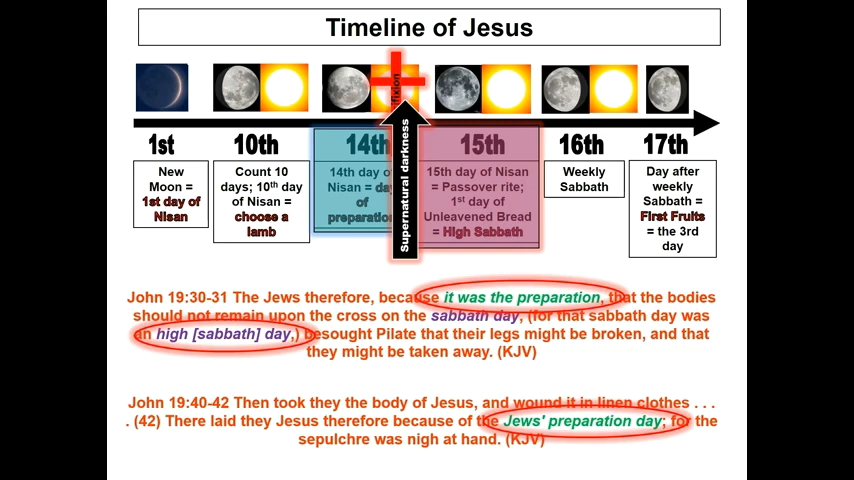 Timeline of Jesus
1st
10th
14th
15th
16th
17th
New
Moon =
1st day of
Nisan
Count 10
days; 10th day
of Nisan =
choose a
lamb
14th day
Nisan =
of
Supernatural darkness
15th day of Nisan
= Passover rite;
1st day of
Unleavened Bread
= High Sabbath
Weekly
Sabbath
Day after
weekly
Sabbath =
First Fruits
= the 3rd
day
John 19:30-31 The Jews therefore, because it was the preparation, that the bodies
should not remain upon the cross on the sabbath day, (for that sabbath day was
an high [sabbath] day,) besought Pilate that their legs might be broken, and that
they might be taken away. (KJV)
John 19:40-42 Then took they the body of Jesus, and wound it in linen clothes . . .
. (42) There laid they Jesus therefore because of the Jews' preparation day; for the
sepulchre was nigh at hand. (KJV)